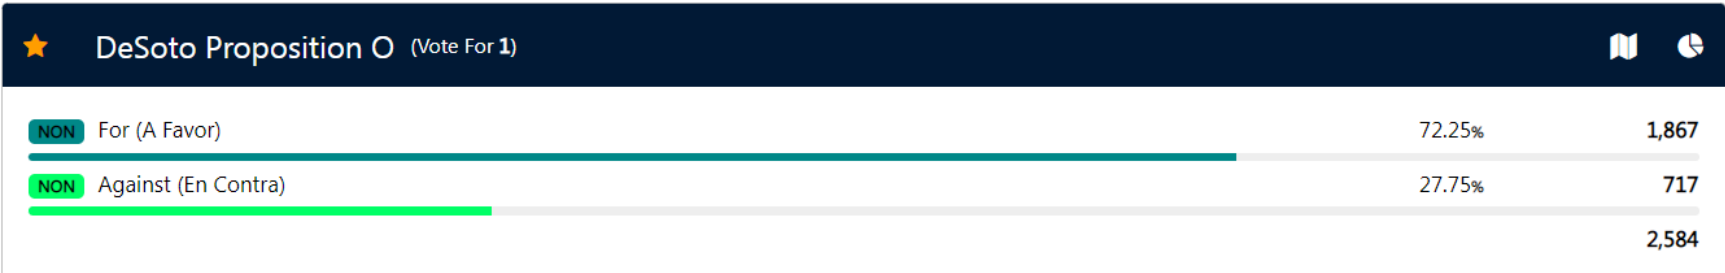 DeSoto Proposition O (Vote For 1)
NON For (A Favor) 72.25% 1,867
NON Against (En Contra) 27.75% 717
2,584